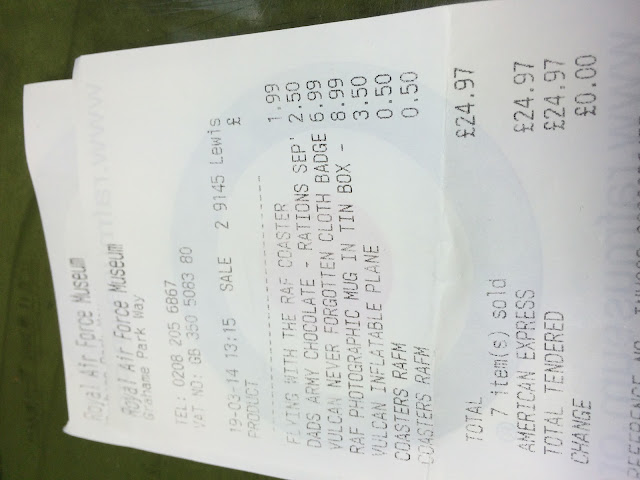 Royal Air Force Museum
Royal Air Force Museum
Grahame Park Way
TEL: 0208 205 6867
VAT NO: GB 350 5083 80
19-03-14 13:15 SALE 2 9145 Lewis
PRODUCT £
FLYING WITH THE RAF COASTER 1.99
DADS ARMY CHOCOLATE - RATIONS SEP' 2.50
VULCAN NEVER FORGOTTEN CLOTH BADGE 6.99
RAF PHOTOGRAPHIC MUG IN TIN BOX - 8.99
VULCAN INFLATABLE PLANE 3.50
COASTERS RAFM 0.50
COASTERS RAFM 0.50
TOTAL £24.97
7 item(s) sold
AMERICAN EXPRESS £24.97
TOTAL TENDERED £24.97
CHANGE £0.00
REFERENCE NO